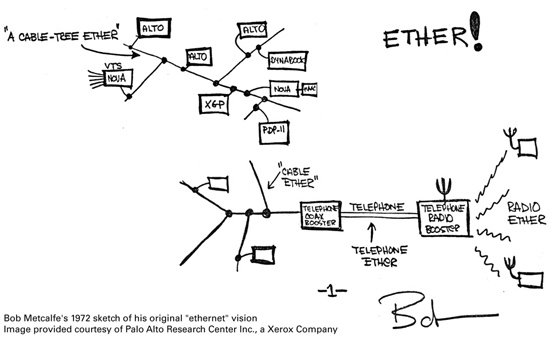 "A CABLE-TREE ETHER"
ALTO
ALTO
ETHER!
DYNABOOK
VTS
NOVA
ALTO
NOVA
XGP
PDP-11
"CABLE
ETHER"
TELEPHONE
COAX
BOOSTER
TELEPHONE
TELEPHONE
RADIO
BOOSTER
RADIO
ETHER
TELEPHONE
ETHER
-1-
Bob
Bob Metcalfe's 1972 sketch of his original "ethernet" vision
Image provided courtesy of Palo Alto Research Center Inc., a Xerox Company